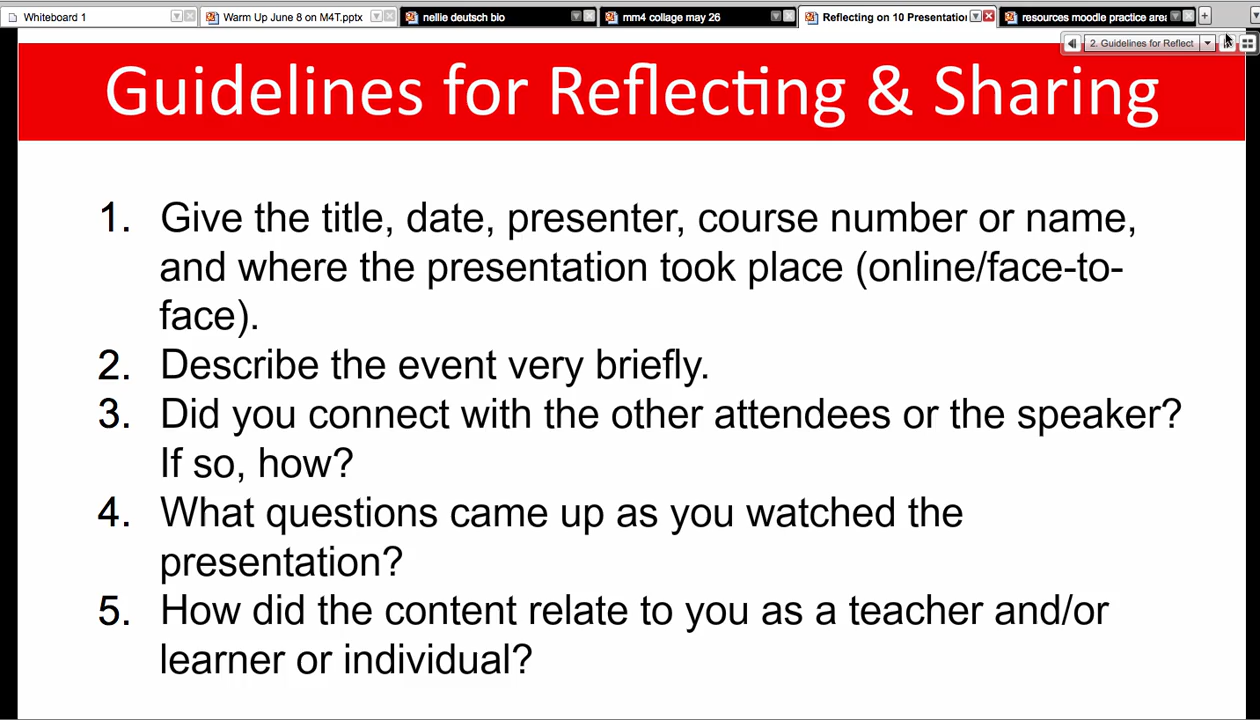 Whiteboard 1
Warm Up June 8 on M4T.pptx
nellie deutsch bio
mm4 collage may 26
Reflecting on 10 Presentation
resources moodle practice area
2. Guidelines for Reflect
Guidelines for Reflecting & Sharing
1. Give the title, date, presenter, course number or name,
and where the presentation took place (online/face-to-
face).
2. Describe the event very briefly.
3. Did you connect with the other attendees or the speaker?
If so, how?
4. What questions came up as you watched the
presentation?
5. How did the content relate to you as a teacher and/or
learner or individual?